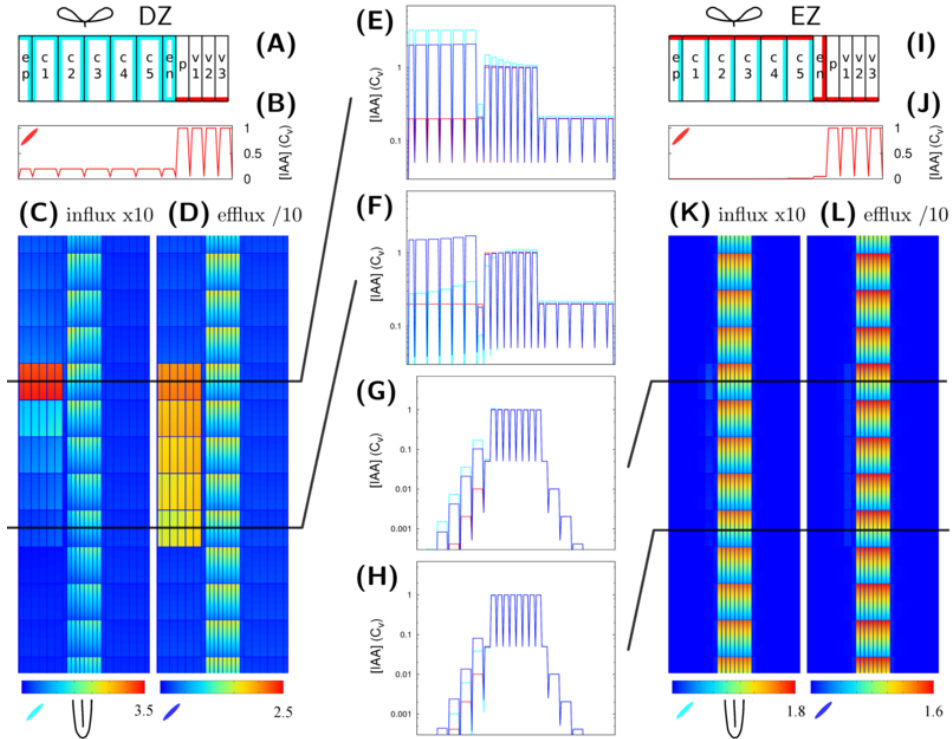 DZ
(A)
e p
c 1
c 2
c 3
c 4
c 5
e n
p
v 1
v 2
v 3
(B)
1
0.5
0
[IAA] (Cv)
(C) influx x10
(D) efflux /10
3.5
2.5
(E)
[IAA] (Cv)
1
0.1
(F)
[IAA] (Cv)
1
0.1
(G)
[IAA] (Cv)
1
0.1
0.01
0.001
(H)
[IAA] (Cv)
1
0.1
0.01
0.001
EZ
(I)
e p
c 1
c 2
c 3
c 4
c 5
e n
p
v 1
v 2
v 3
(J)
1
0.5
0
[IAA] (Cv)
(K) influx x10
(L) efflux /10
1.8
1.6